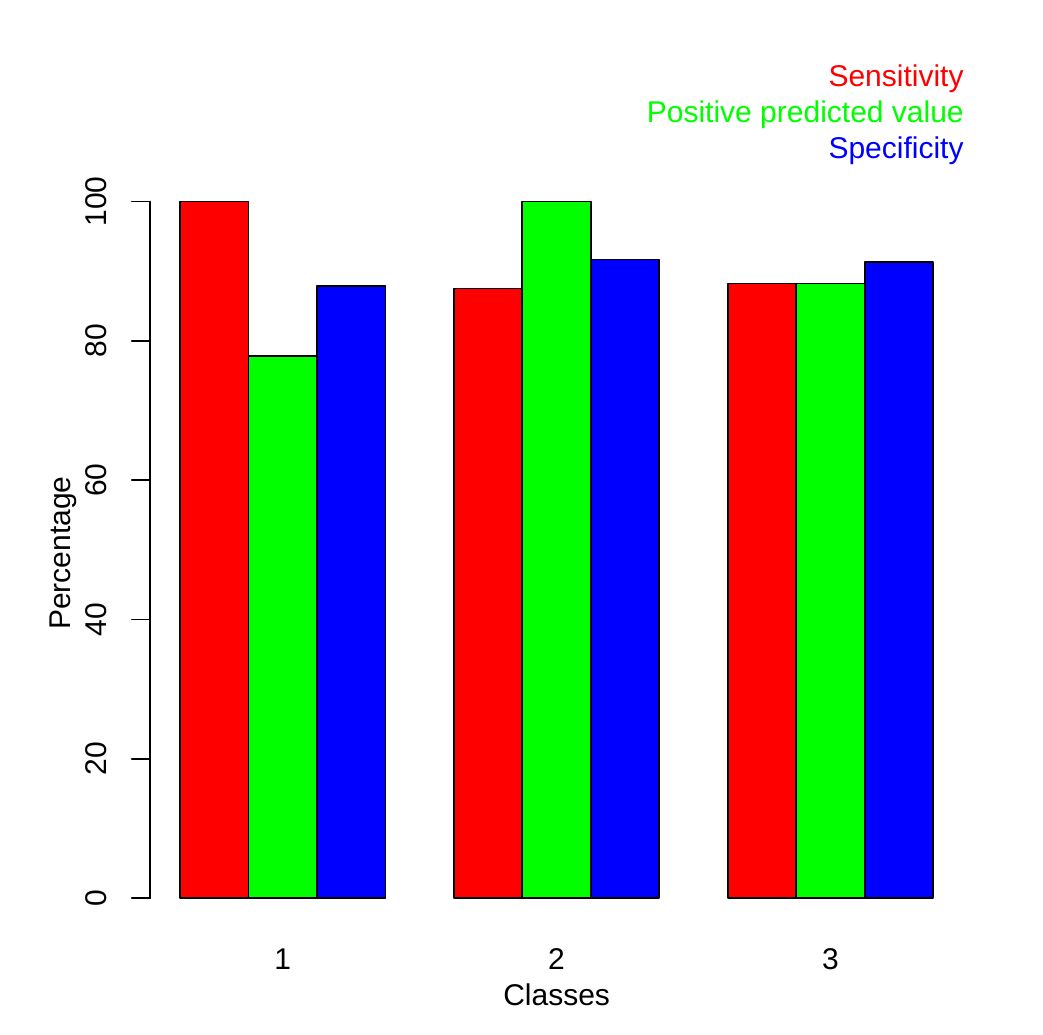 Sensitivity
Positive predicted value
Specificity
100
80
60
40
20
0
Percentage
1 2 3
Classes